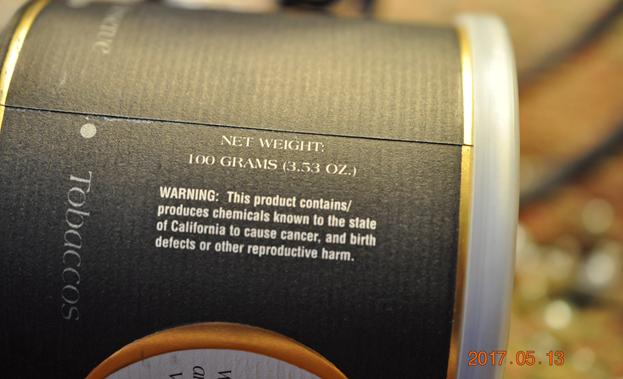 NET WEIGHT:
100 GRAMS (3.53 OZ.)
WARNING: This product contains/
produces chemicals known to the state
of California to cause cancer, and birth
defects or other reproductive harm.
Tobaccos
2017.05.13